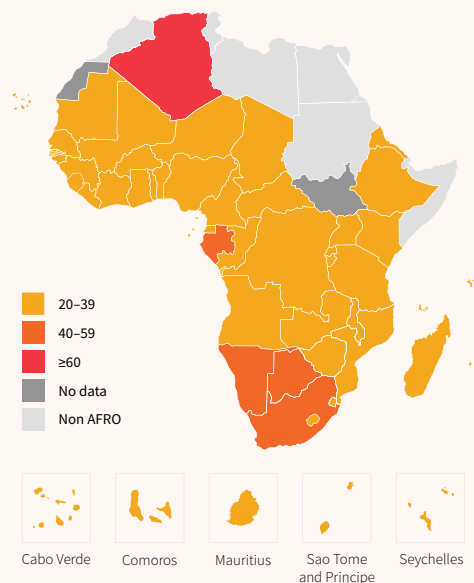 20–39
40–59
≥60
No data
Non AFRO
Cabo Verde
Comoros
Mauritius
Sao Tome
and Principe
Seychelles